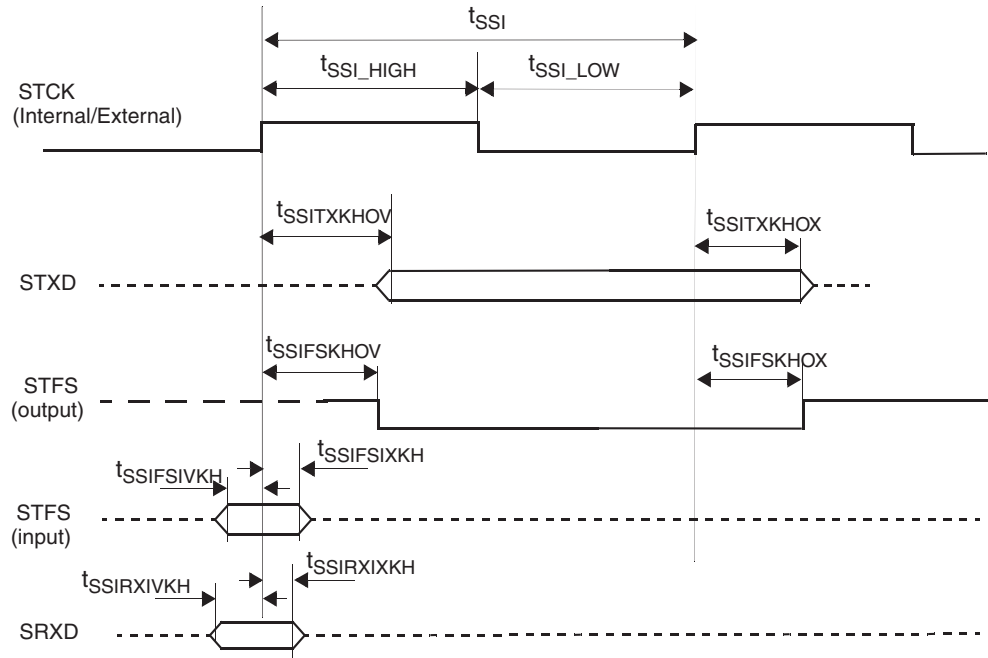 tSSI
tSSI_HIGH
tSSI_LOW
STCK
(Internal/External)
tSSITXKHOV
tSSITXKHOX
STXD
tSSIFSKHOV
tSSIFSKHOX
STFS
(output)
tSSIFSIXKH
tSSIFSIVKH
STFS
(input)
tSSIRXIXKH
tSSIRXIVKH
SRXD